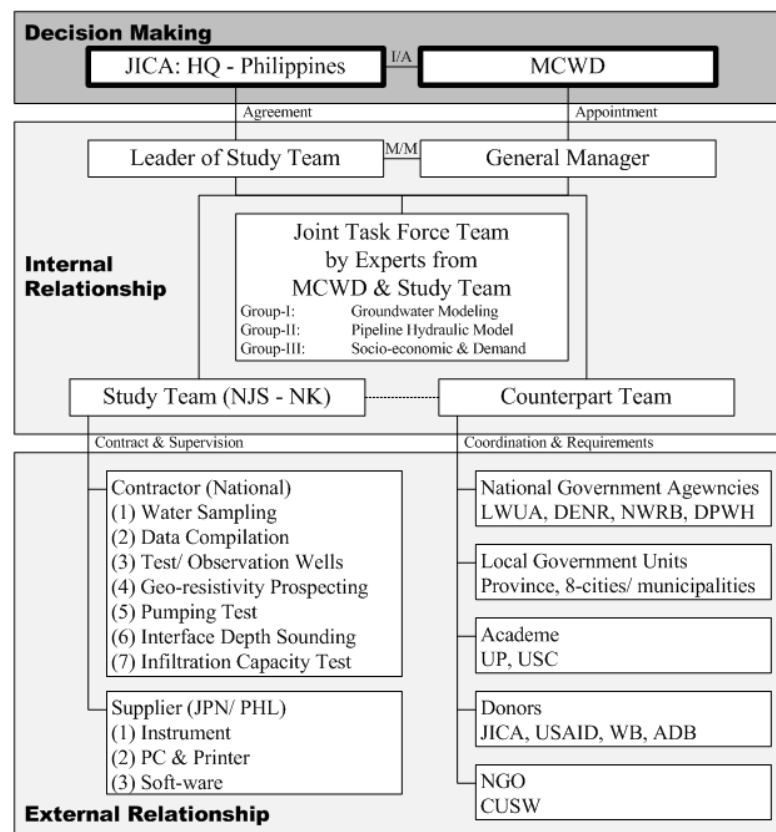 Decision Making
JICA: HQ - Philippines I/A MCWD
Agreement Appointment
Leader of Study Team M/M General Manager
Joint Task Force Team
by Experts from
MCWD & Study Team
Group-I: Groundwater Modeling
Group-II: Pipeline Hydraulic Model
Group-III: Socio-economic & Demand
Internal
Relationship
Study Team (NJS - NK) Counterpart Team
Contract & Supervision Coordination & Requirements
Contractor (National)
(1) Water Sampling
(2) Data Compilation
(3) Test/ Observation Wells
(4) Geo-resistivity Prospecting
(5) Pumping Test
(6) Interface Depth Sounding
(7) Infiltration Capacity Test
Supplier (JPN/ PHL)
(1) Instrument
(2) PC & Printer
(3) Soft-ware
National Government Agewncies
LWUA, DENR, NWRB, DPWH
Local Government Units
Province, 8-cities/ municipalities
Academe
UP, USC
Donors
JICA, USAID, WB, ADB
NGO
CUSW
External Relationship